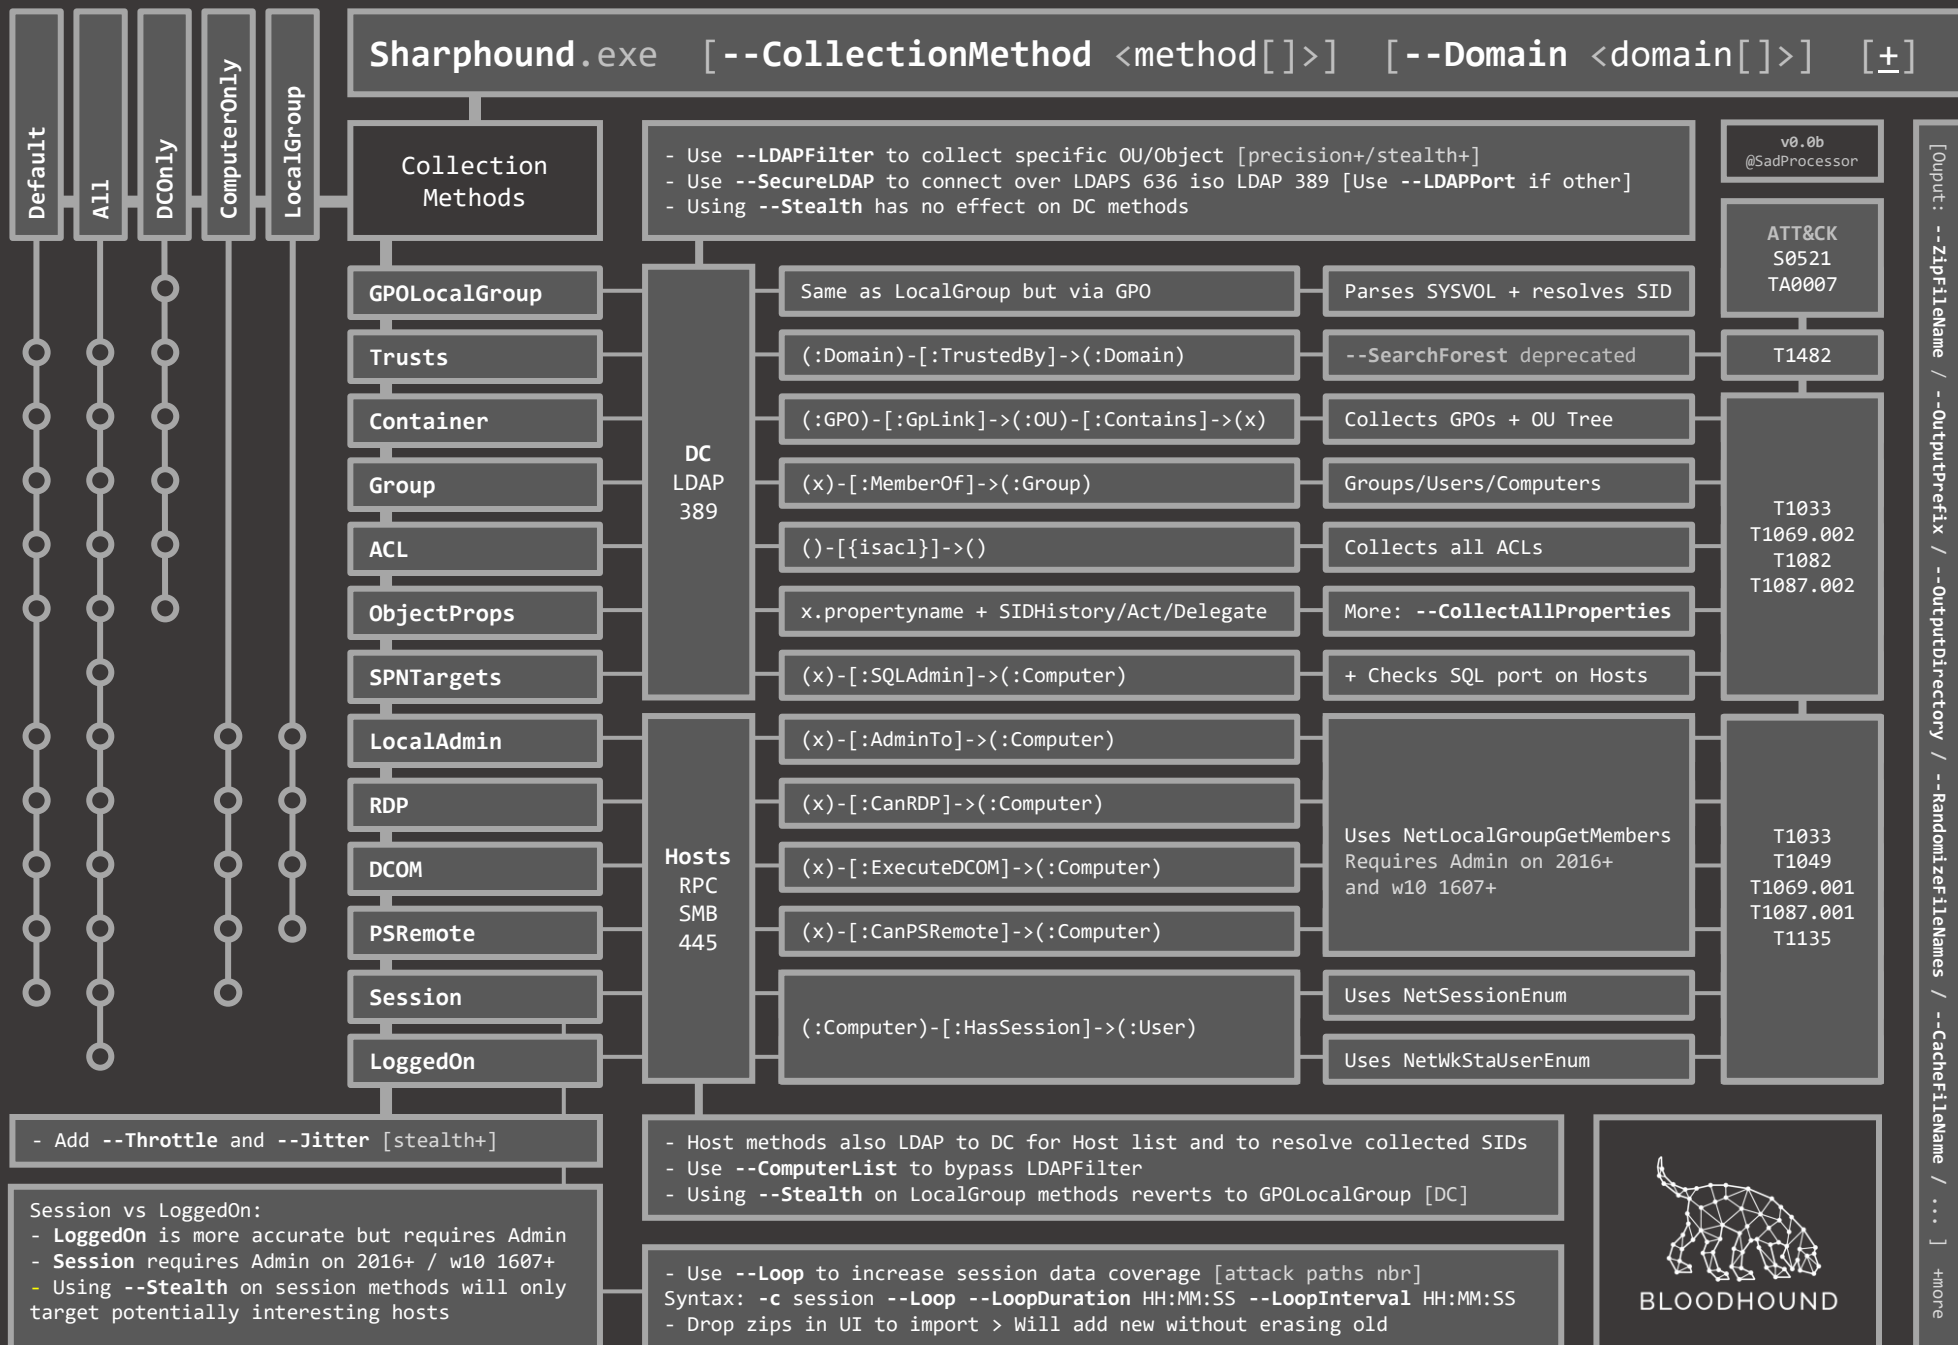 Default
All
DCOnly
ComputerOnly
LocalGroup
Sharphound.exe [--CollectionMethod <method[]>] [--Domain <domain[]>] [±]
Collection
Methods
- Use --LDAPFilter to collect specific OU/Object [precision+/stealth+]
- Use --SecureLDAP to connect over LDAPS 636 iso LDAP 389 [Use --LDAPPort if other]
- Using --Stealth has no effect on DC methods
v0.0b
@SadProcessor
ATT&CK
S0521
TA0007
GPOLocalGroup
Same as LocalGroup but via GPO
Parses SYSVOL + resolves SID
Trusts
(:Domain)-[:TrustedBy]->(:Domain)
--SearchForest deprecated
T1482
Container
(:GPO)-[:GpLink]->(:OU)-[:Contains]->(x)
Collects GPOs + OU Tree
Group
(x)-[:MemberOf]->(:Group)
Groups/Users/Computers
ACL
()-[{isacl}]->()
Collects all ACLs
ObjectProps
x.propertyname + SIDHistory/Act/Delegate
More: --CollectAllProperties
SPNTargets
(x)-[:SQLAdmin]->(:Computer)
+ Checks SQL port on Hosts
DC
LDAP
389
T1033
T1069.002
T1082
T1087.002
LocalAdmin
(x)-[:AdminTo]->(:Computer)
RDP
(x)-[:CanRDP]->(:Computer)
DCOM
(x)-[:ExecuteDCOM]->(:Computer)
PSRemote
(x)-[:CanPSRemote]->(:Computer)
Uses NetLocalGroupGetMembers
Requires Admin on 2016+
and w10 1607+
Session
(:Computer)-[:HasSession]->(:User)
Uses NetSessionEnum
LoggedOn
Uses NetWkStaUserEnum
Hosts
RPC
SMB
445
T1033
T1049
T1069.001
T1087.001
T1135
- Add --Throttle and --Jitter [stealth+]
Session vs LoggedOn:
- LoggedOn is more accurate but requires Admin
- Session requires Admin on 2016+ / w10 1607+
- Using --Stealth on session methods will only
target potentially interesting hosts
- Host methods also LDAP to DC for Host list and to resolve collected SIDs
- Use --ComputerList to bypass LDAPFilter
- Using --Stealth on LocalGroup methods reverts to GPOLocalGroup [DC]
- Use --Loop to increase session data coverage [attack paths nbr]
Syntax: -c session --Loop --LoopDuration HH:MM:SS --LoopInterval HH:MM:SS
- Drop zips in UI to import > Will add new without erasing old
BLOODHOUND
[Ouput: --ZipFileName / --OutputPrefix / --OutputDirectory / --RandomizeFileNames / --CacheFileName / ... ] +more